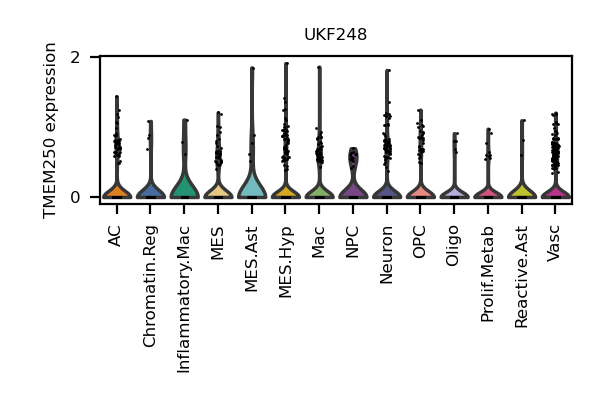 UKF248
TMEM250 expression
2
0
AC
Chromatin.Reg
Inflammatory.Mac
MES
MES.Ast
MES.Hyp
Mac
NPC
Neuron
OPC
Oligo
Prolif.Metab
Reactive.Ast
Vasc